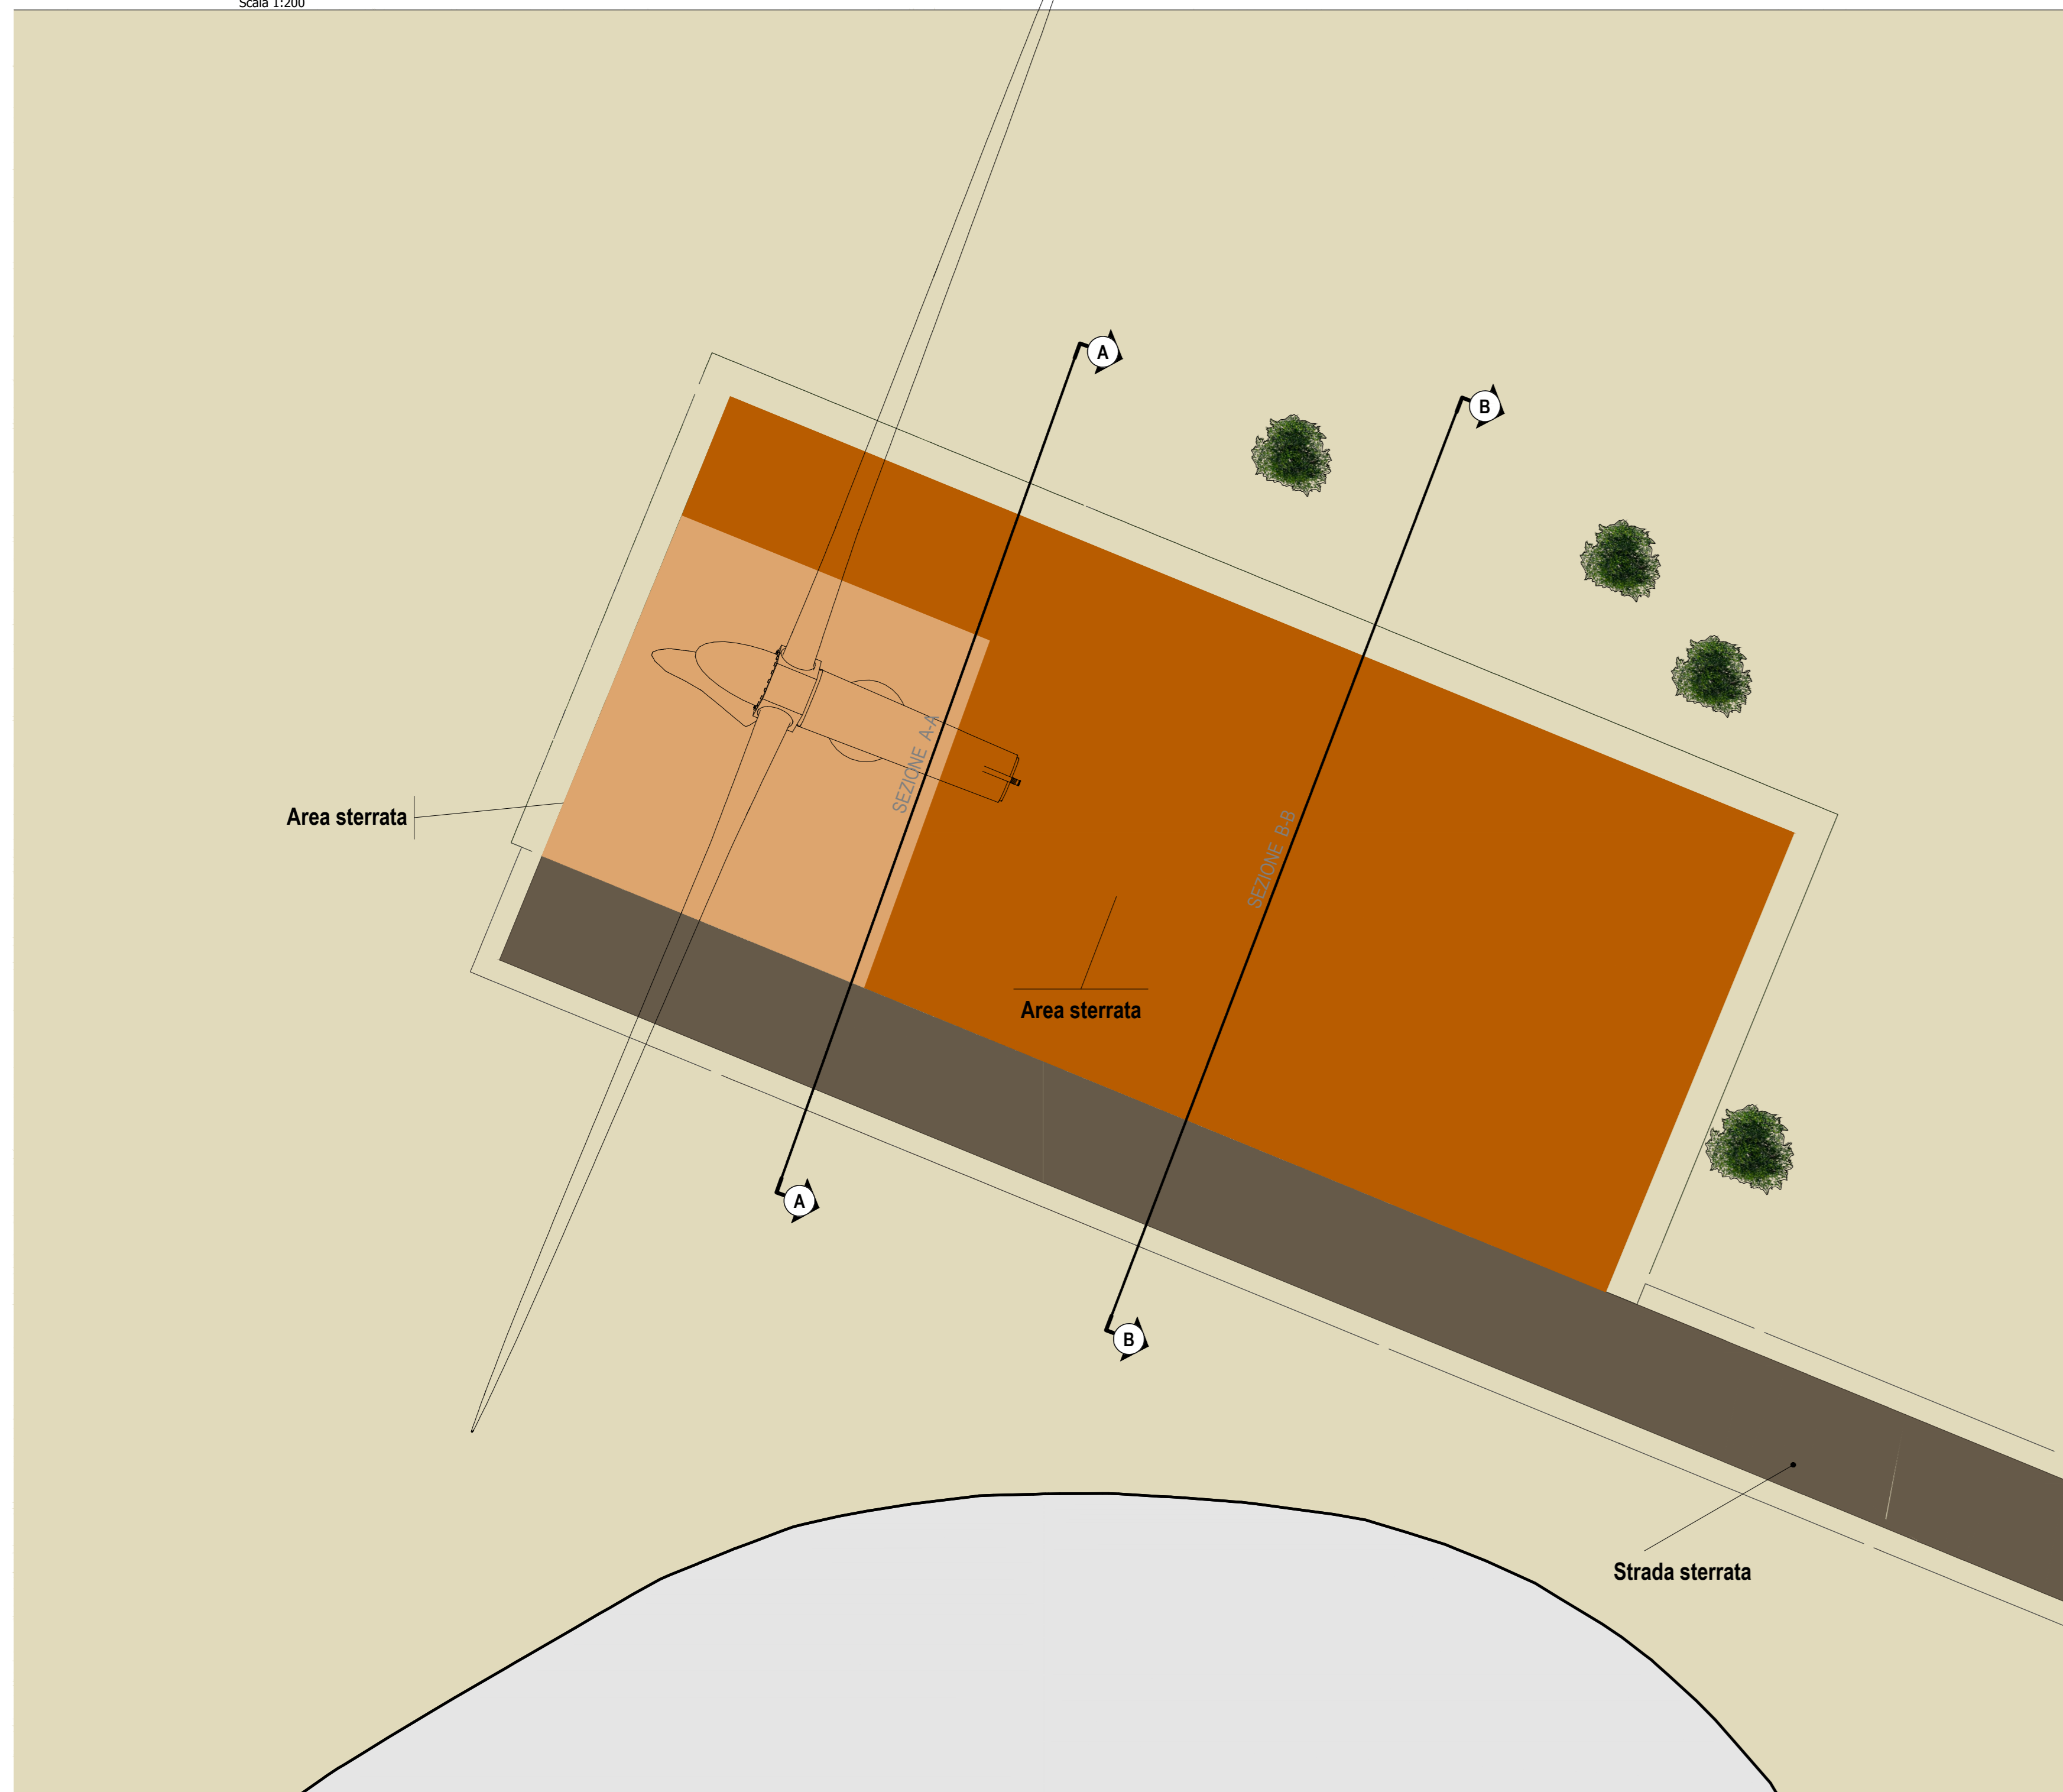 Scala 1:200
A
B
SEZIONE A-A
Area sterrata
SEZIONE B-B
Area sterrata
A
B
Strada sterrata